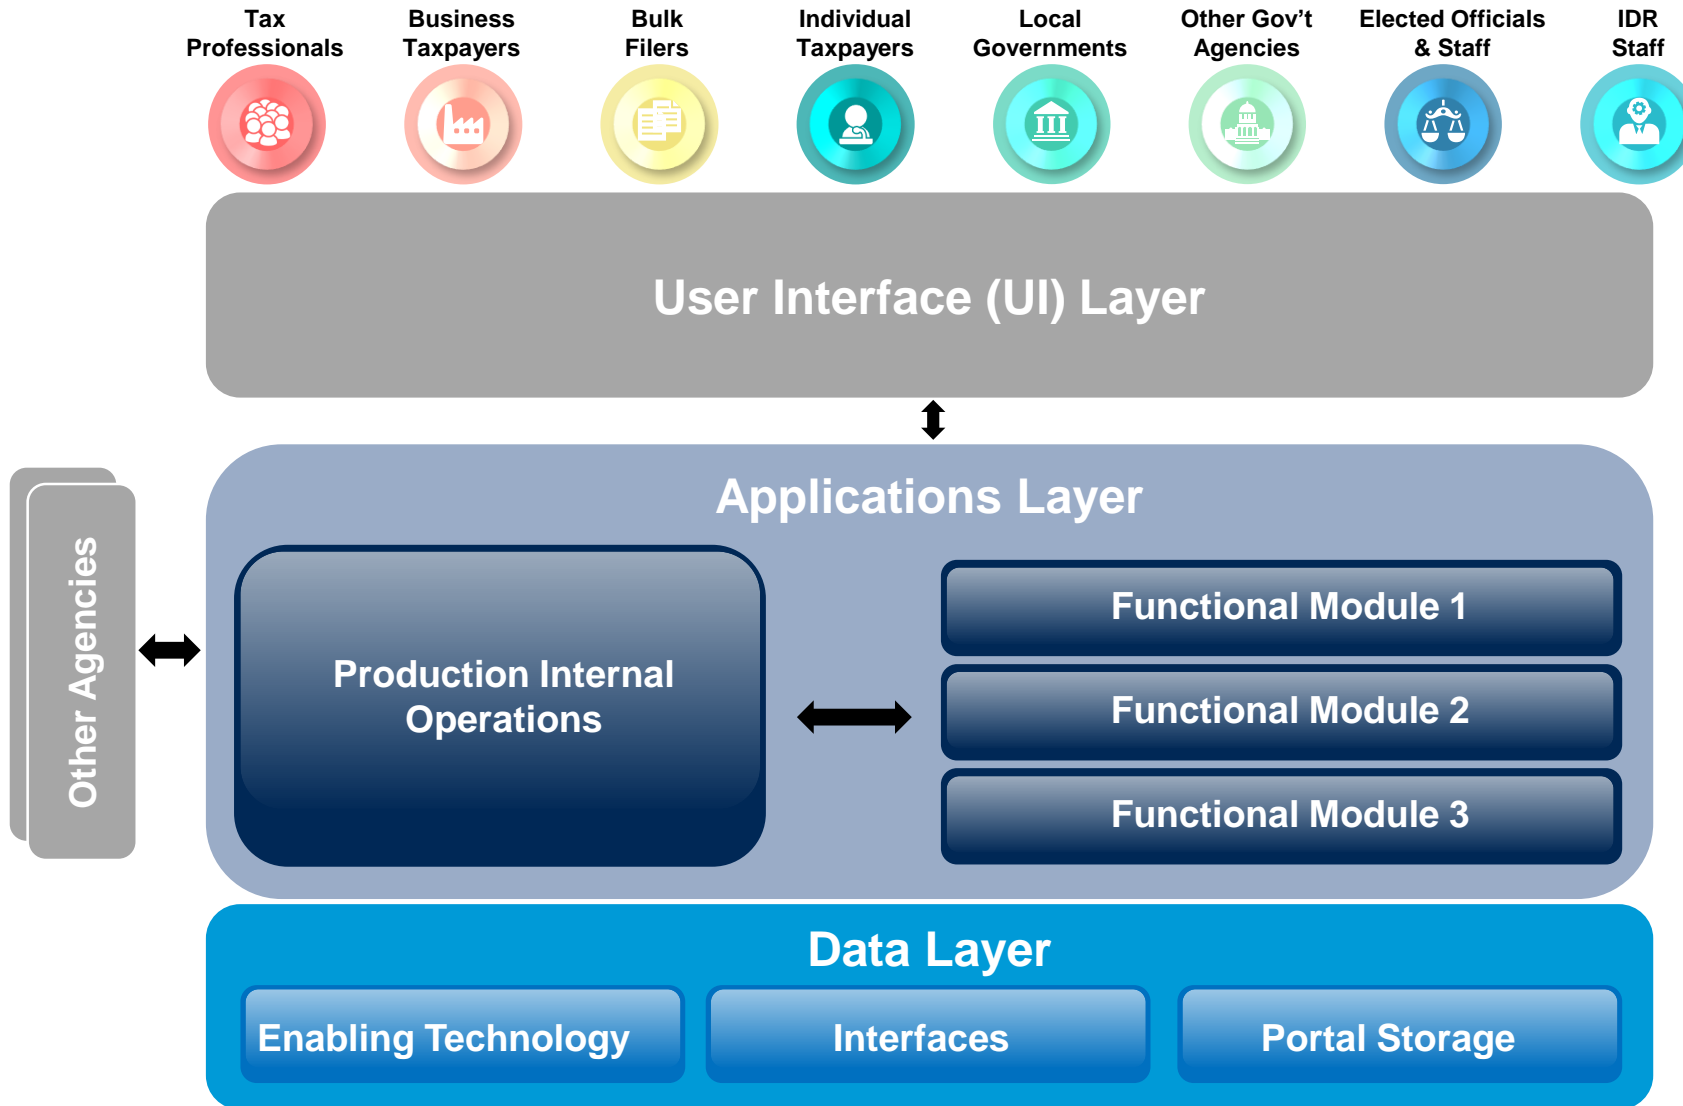 Tax
Professionals
Business
Taxpayers
Bulk
Filers
Individual
Taxpayers
Local
Governments
Other Gov’t
Agencies
Elected Officials
& Staff
IDR
Staff
User Interface (UI) Layer
Other Agencies
Applications Layer
Production Internal
Operations
Functional Module 1
Functional Module 2
Functional Module 3
Data Layer
Enabling Technology
Interfaces
Portal Storage